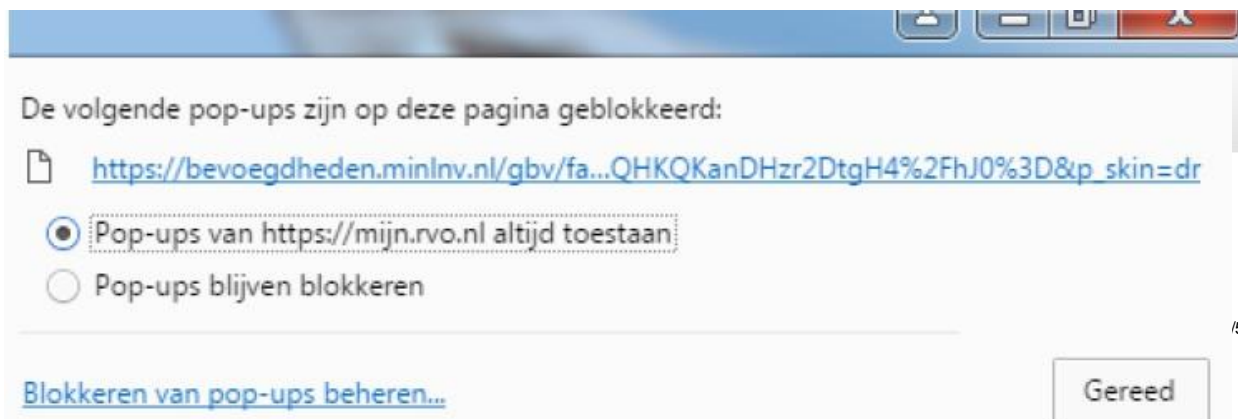 De volgende pop-ups zijn op deze pagina geblokkeerd:
https://bevoegdheden.minlnv.nl/gbv/fa...QHKQKanDHzr2DtgH4%2FhJ0%3D&p_skin=dr
Pop-ups van https://mijn.rvo.nl altijd toestaan
Pop-ups blijven blokkeren
Blokkeren van pop-ups beheren...
Gereed